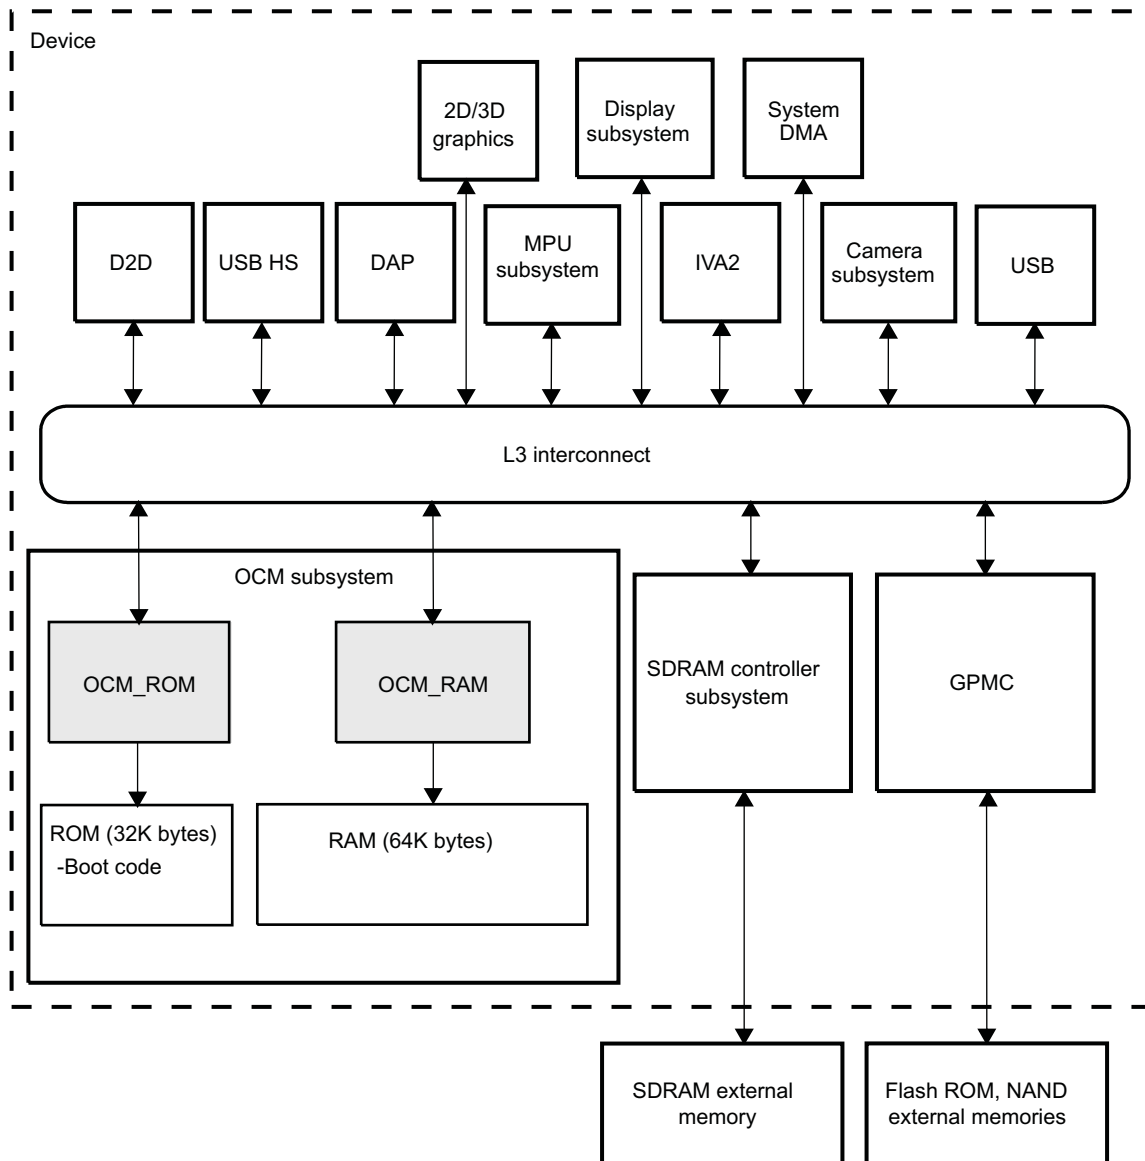 Device
2D/3D
graphics
Display
subsystem
System
DMA
D2D
USB HS
DAP
MPU
subsystem
IVA2
Camera
subsystem
USB
L3 interconnect
OCM subsystem
OCM_ROM
OCM_RAM
SDRAM controller
subsystem
GPMC
ROM (32K bytes)
-Boot code
RAM (64K bytes)
SDRAM external
memory
Flash ROM, NAND
external memories